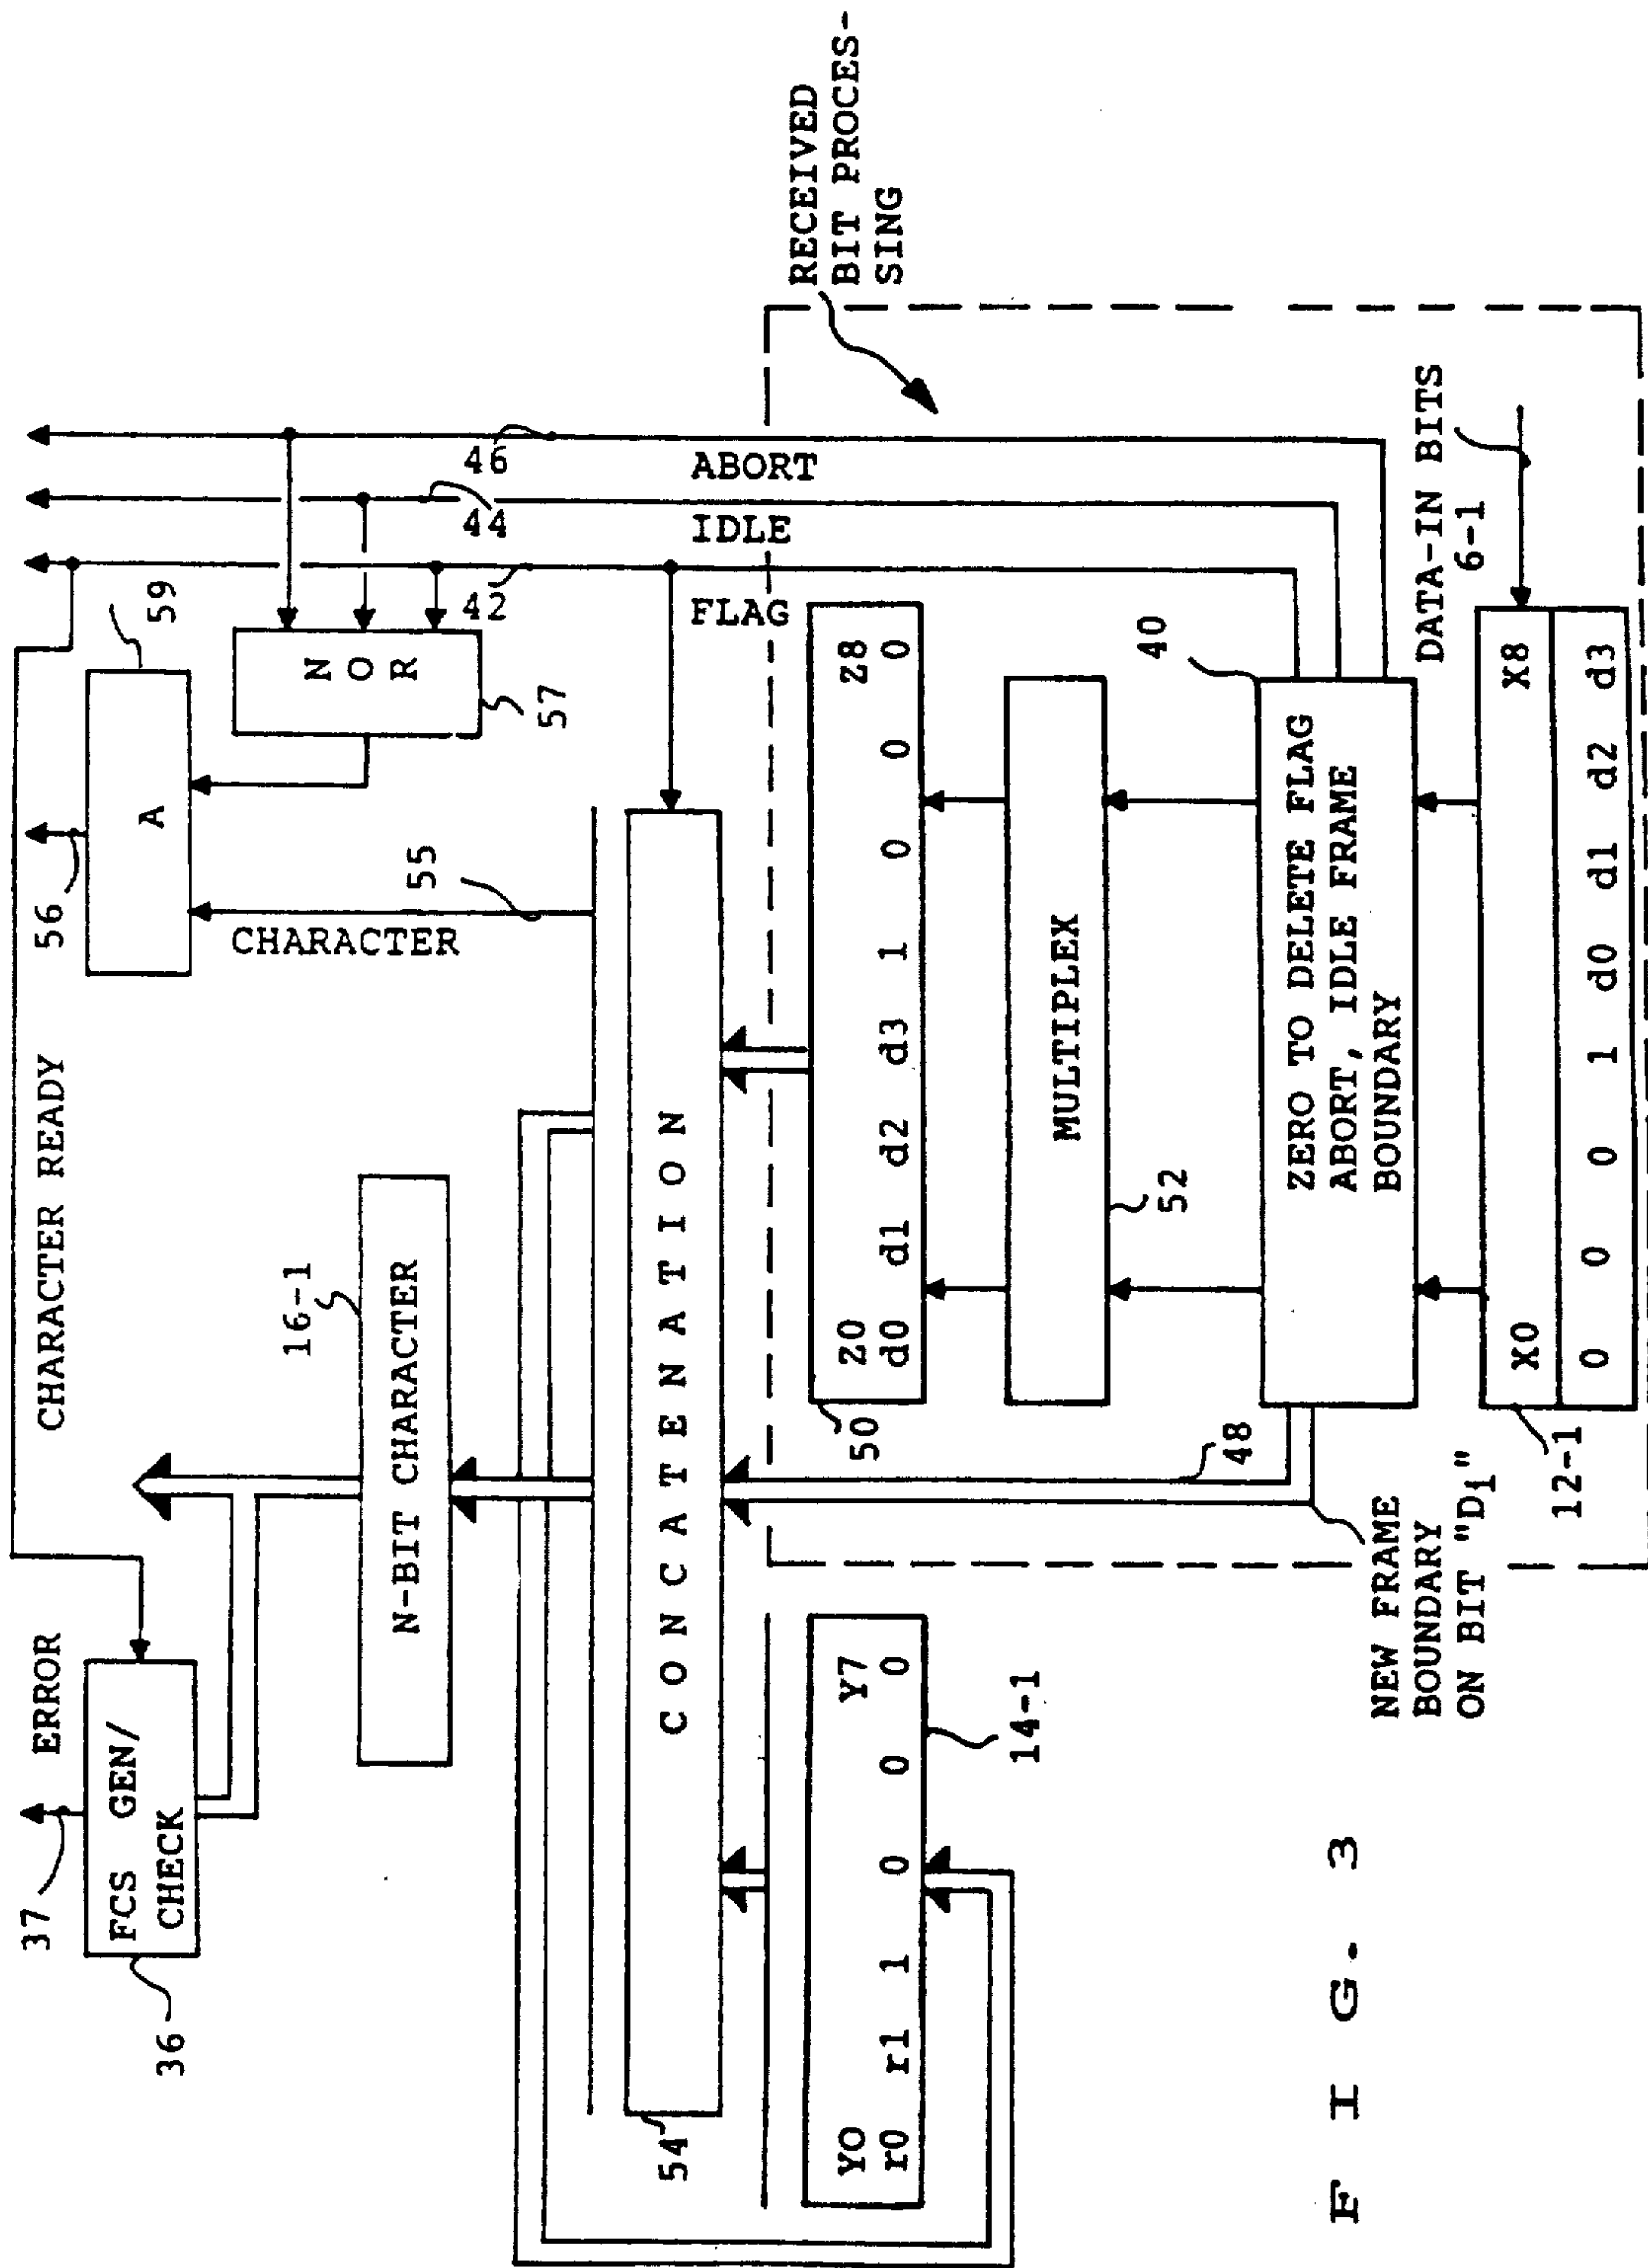 37
ERROR
CHARACTER READY
56
59
36
FCS GEN/
CHECK
A
16-1
N-BIT CHARACTER
CHARACTER
55
N O R
57
42
44
46
54
C O N C A T E N A T I O N
FLAG
IDLE
ABORT
RECEIVED
BIT PROCES-
SING
Y0 Y7
r0 r1 1 0 0 0
14-1
50
Z0 Z8
d0 d1 d2 d3 1 0 0 0
MULTIPLEX
52
48
40
ZERO TO DELETE FLAG
ABORT, IDLE FRAME
BOUNDARY
NEW FRAME
BOUNDARY
ON BIT "Di"
DATA-IN BITS
6-1
12-1
X0 X8
0 0 0 1 d0 d1 d2 d3
F I G. 3